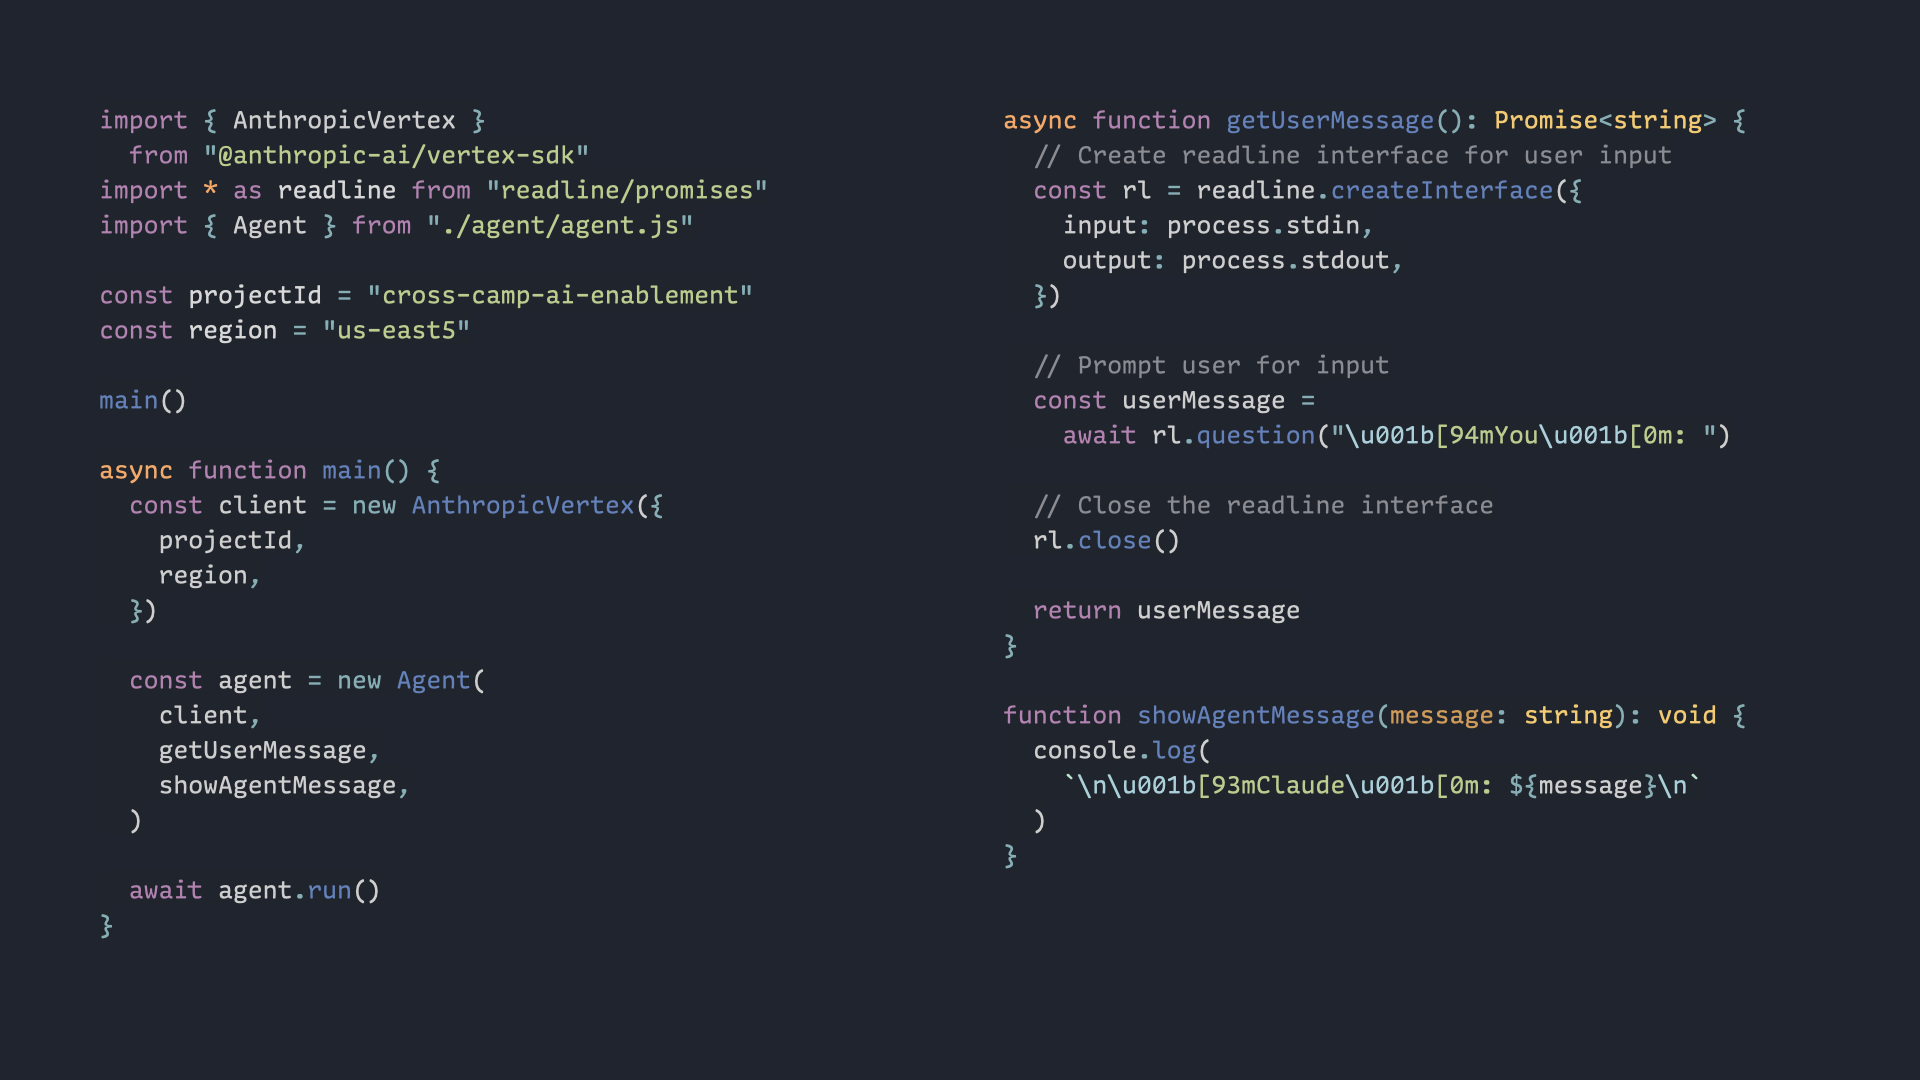 import { AnthropicVertex }
  from "@anthropic-ai/vertex-sdk"
import * as readline from "readline/promises"
import { Agent } from "./agent/agent.js"

const projectId = "cross-camp-ai-enablement"
const region = "us-east5"

main()

async function main() {
  const client = new AnthropicVertex({
    projectId,
    region,
  })

  const agent = new Agent(
    client,
    getUserMessage,
    showAgentMessage,
  )

  await agent.run()
}

async function getUserMessage(): Promise<string> {
  // Create readline interface for user input
  const rl = readline.createInterface({
    input: process.stdin,
    output: process.stdout,
  })

  // Prompt user for input
  const userMessage =
    await rl.question("\u001b[94mYou\u001b[0m: ")

  // Close the readline interface
  rl.close()

  return userMessage
}

function showAgentMessage(message: string): void {
  console.log(
    `\n\u001b[93mClaude\u001b[0m: ${message}\n`
  )
}